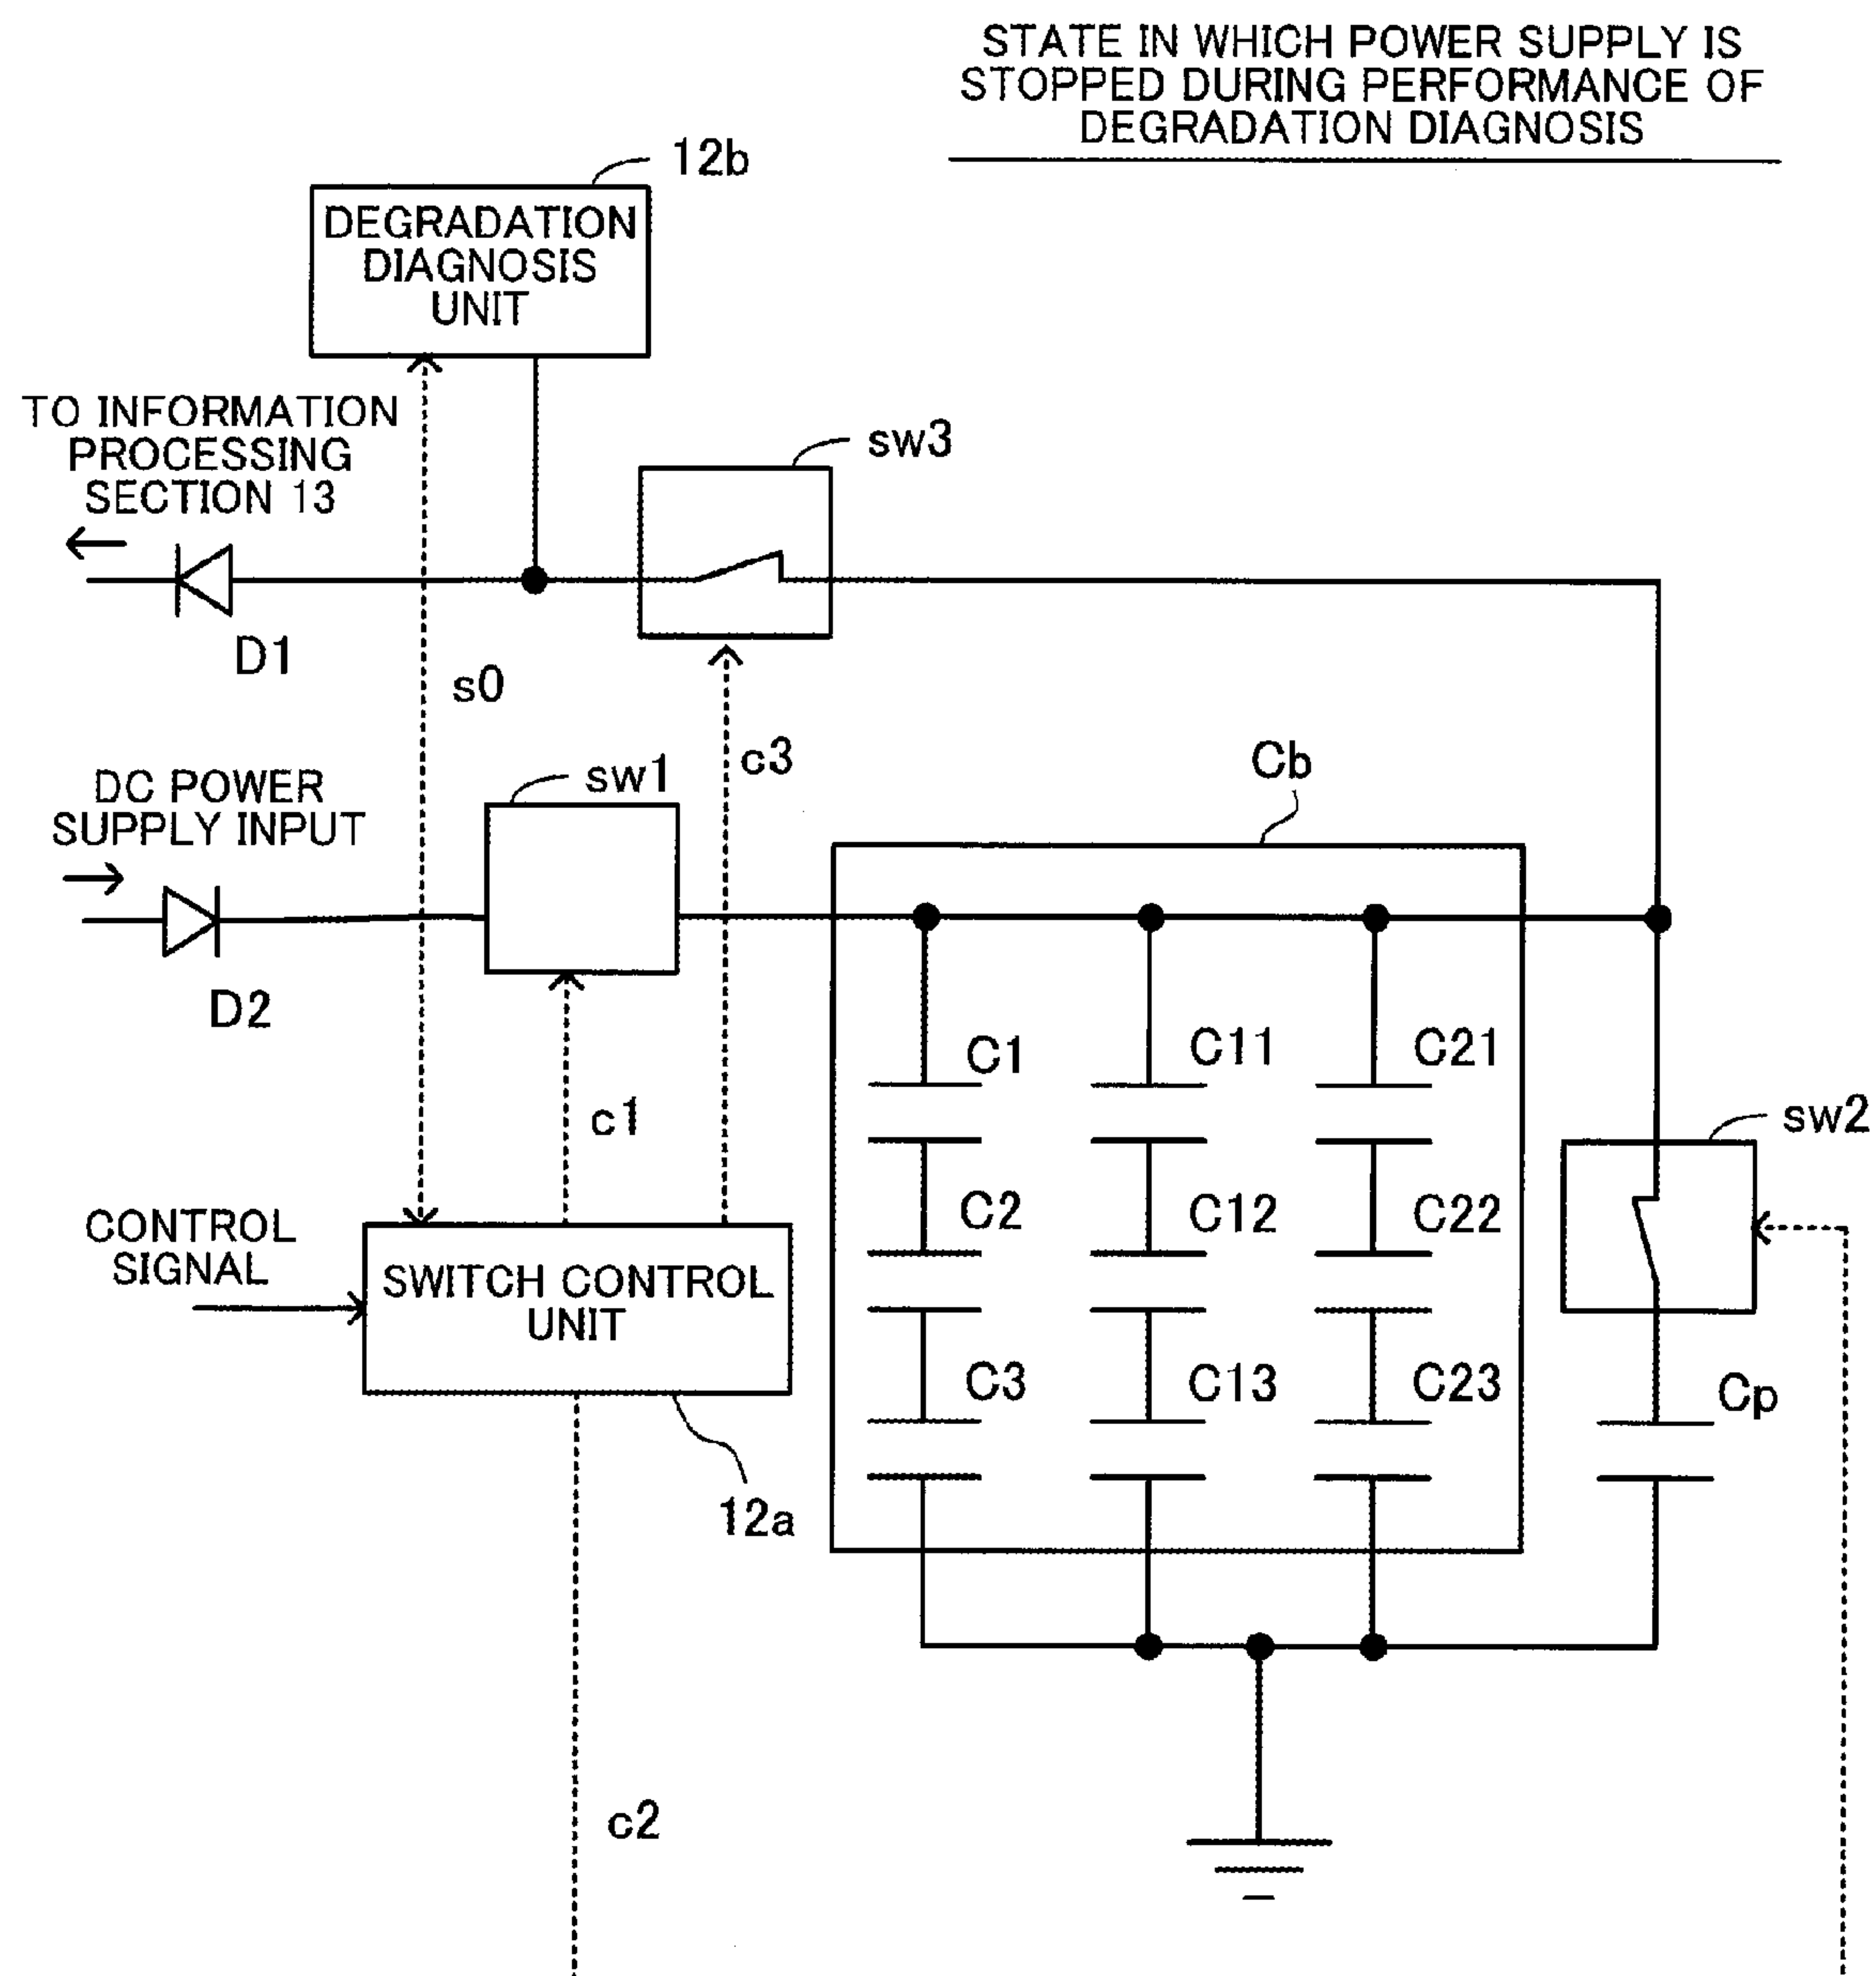 STATE IN WHICH POWER SUPPLY IS
STOPPED DURING PERFORMANCE OF
DEGRADATION DIAGNOSIS
12b
DEGRADATION
DIAGNOSIS
UNIT
TO INFORMATION
PROCESSING
SECTION 13
sw3
D1
s0
c3
Cb
DC POWER
SUPPLY INPUT
sw1
D2
C1
C11
C21
c1
sw2
C2
C12
C22
CONTROL
SIGNAL
SWITCH CONTROL
UNIT
C3
C13
C23
Cp
12a
c2